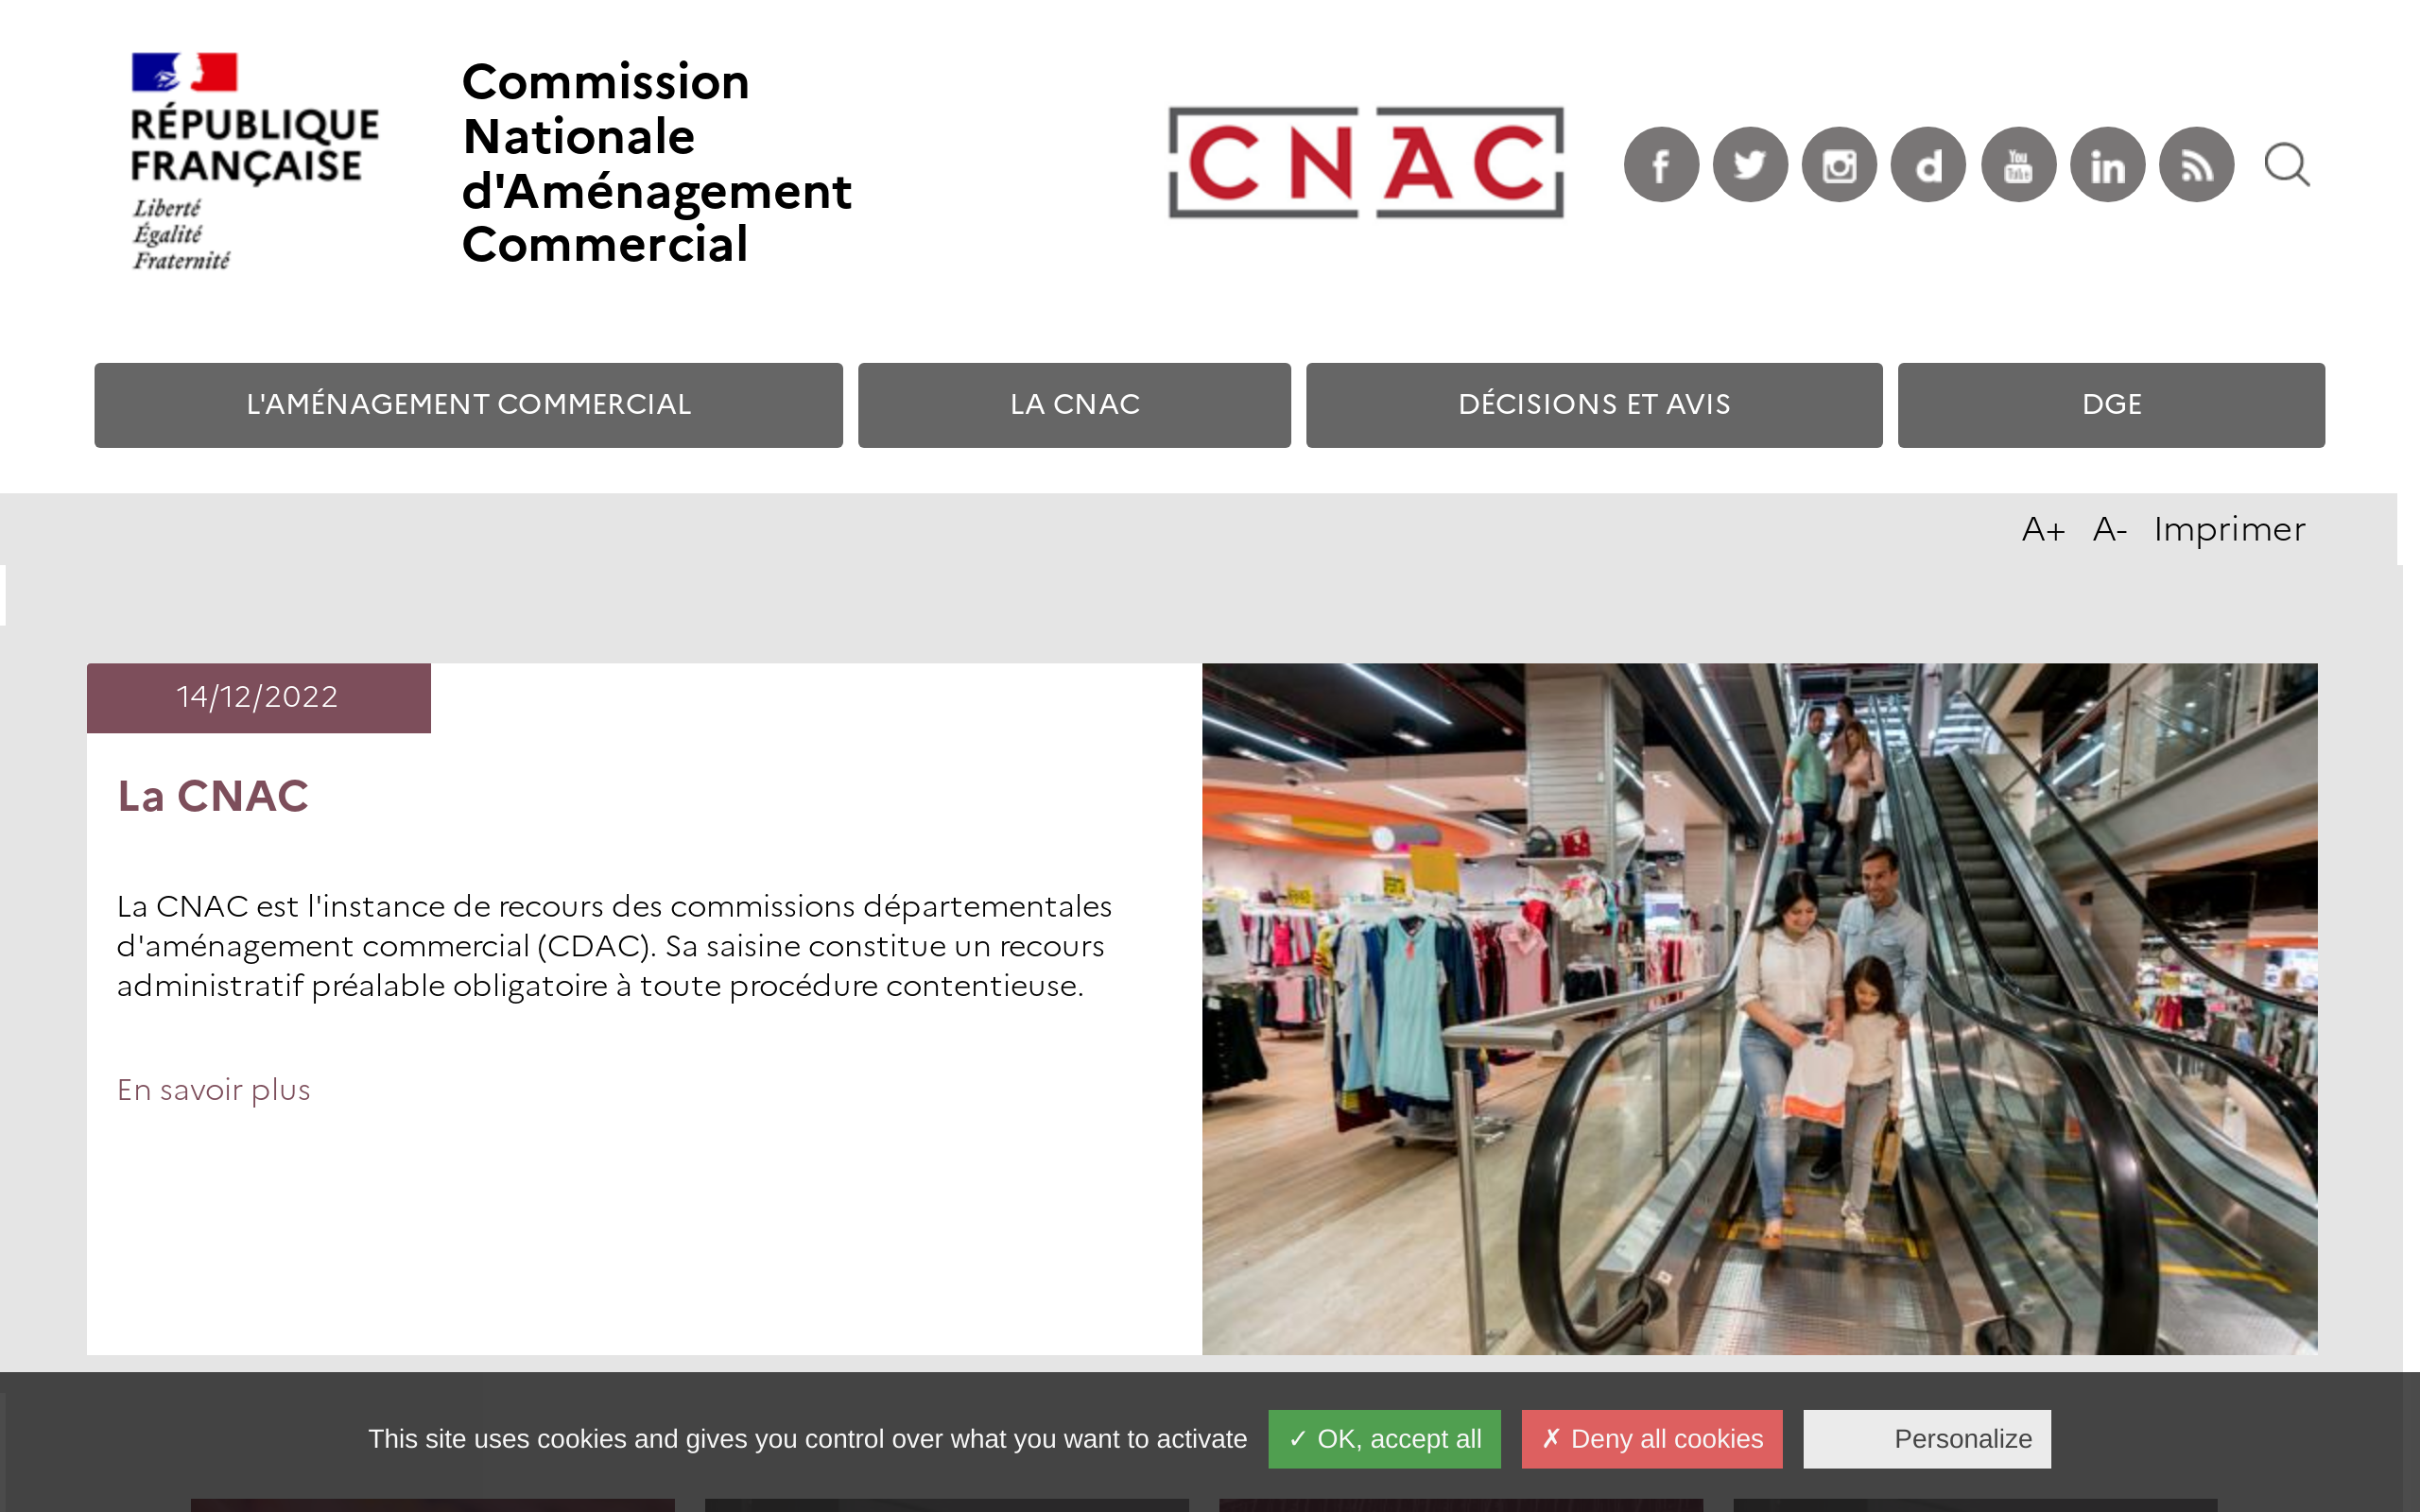 RÉPUBLIQUE
FRANÇAISE
Liberté
Égalité
Fraternité
Commission
Nationale
d'Aménagement
Commercial
CNAC
f
d
You
Tube
in
L'AMÉNAGEMENT COMMERCIAL
LA CNAC
DÉCISIONS ET AVIS
DGE
A+ A- Imprimer
14/12/2022
La CNAC
La CNAC est l'instance de recours des commissions départementales
d'aménagement commercial (CDAC). Sa saisine constitue un recours
administratif préalable obligatoire à toute procédure contentieuse.
En savoir plus
This site uses cookies and gives you control over what you want to activate
✓ OK, accept all
✗ Deny all cookies
Personalize